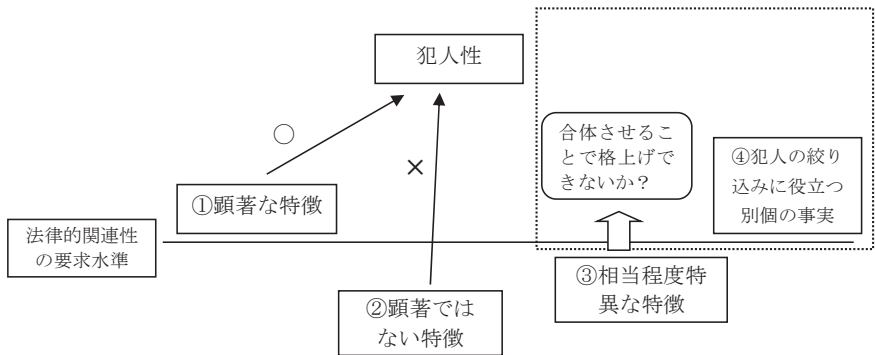 犯人性
○
×
合体させるこ
とで格上げで
きないか？
④犯人の絞り
込みに役立つ
別個の事実
①顕著な特徴
法律的関連性
の要求水準
③相当程度特
異な特徴
②顕著では
ない特徴